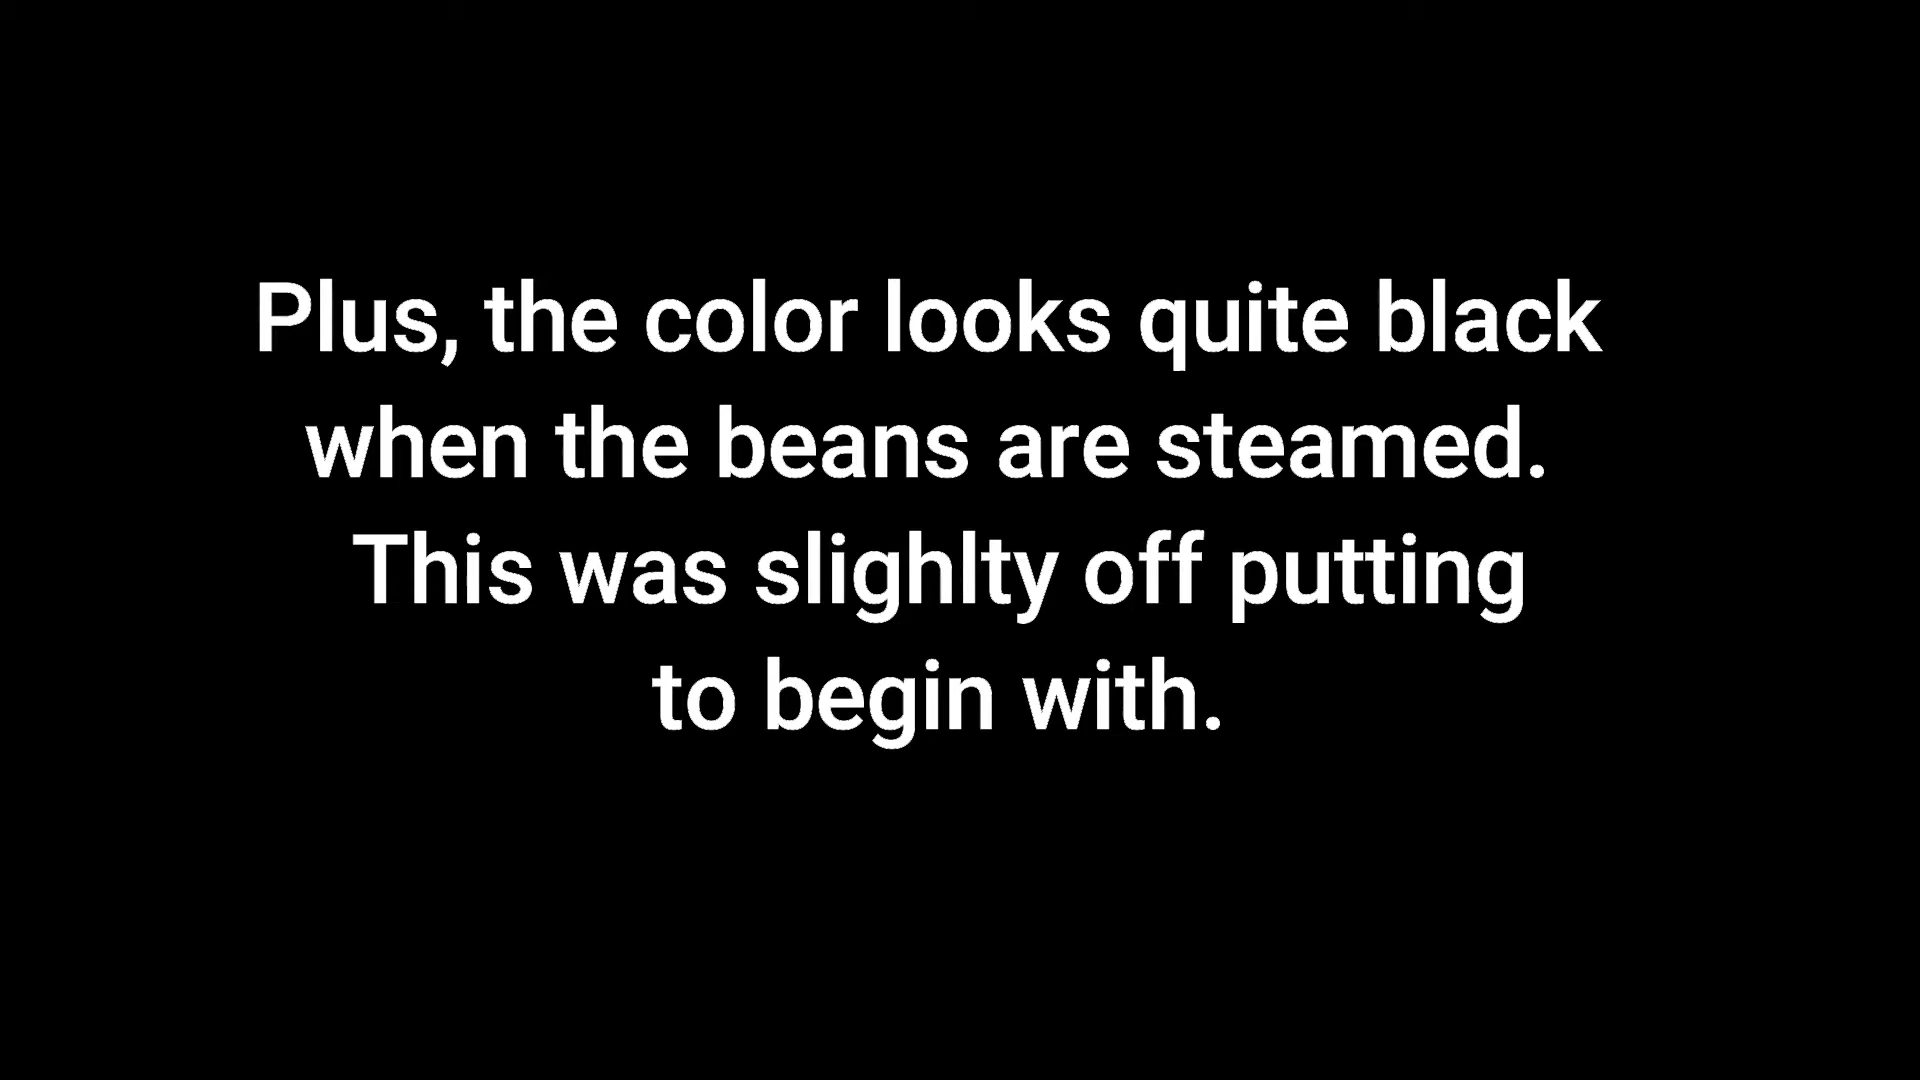 Plus, the color looks quite black
when the beans are steamed.
This was slighlty off putting
to begin with.